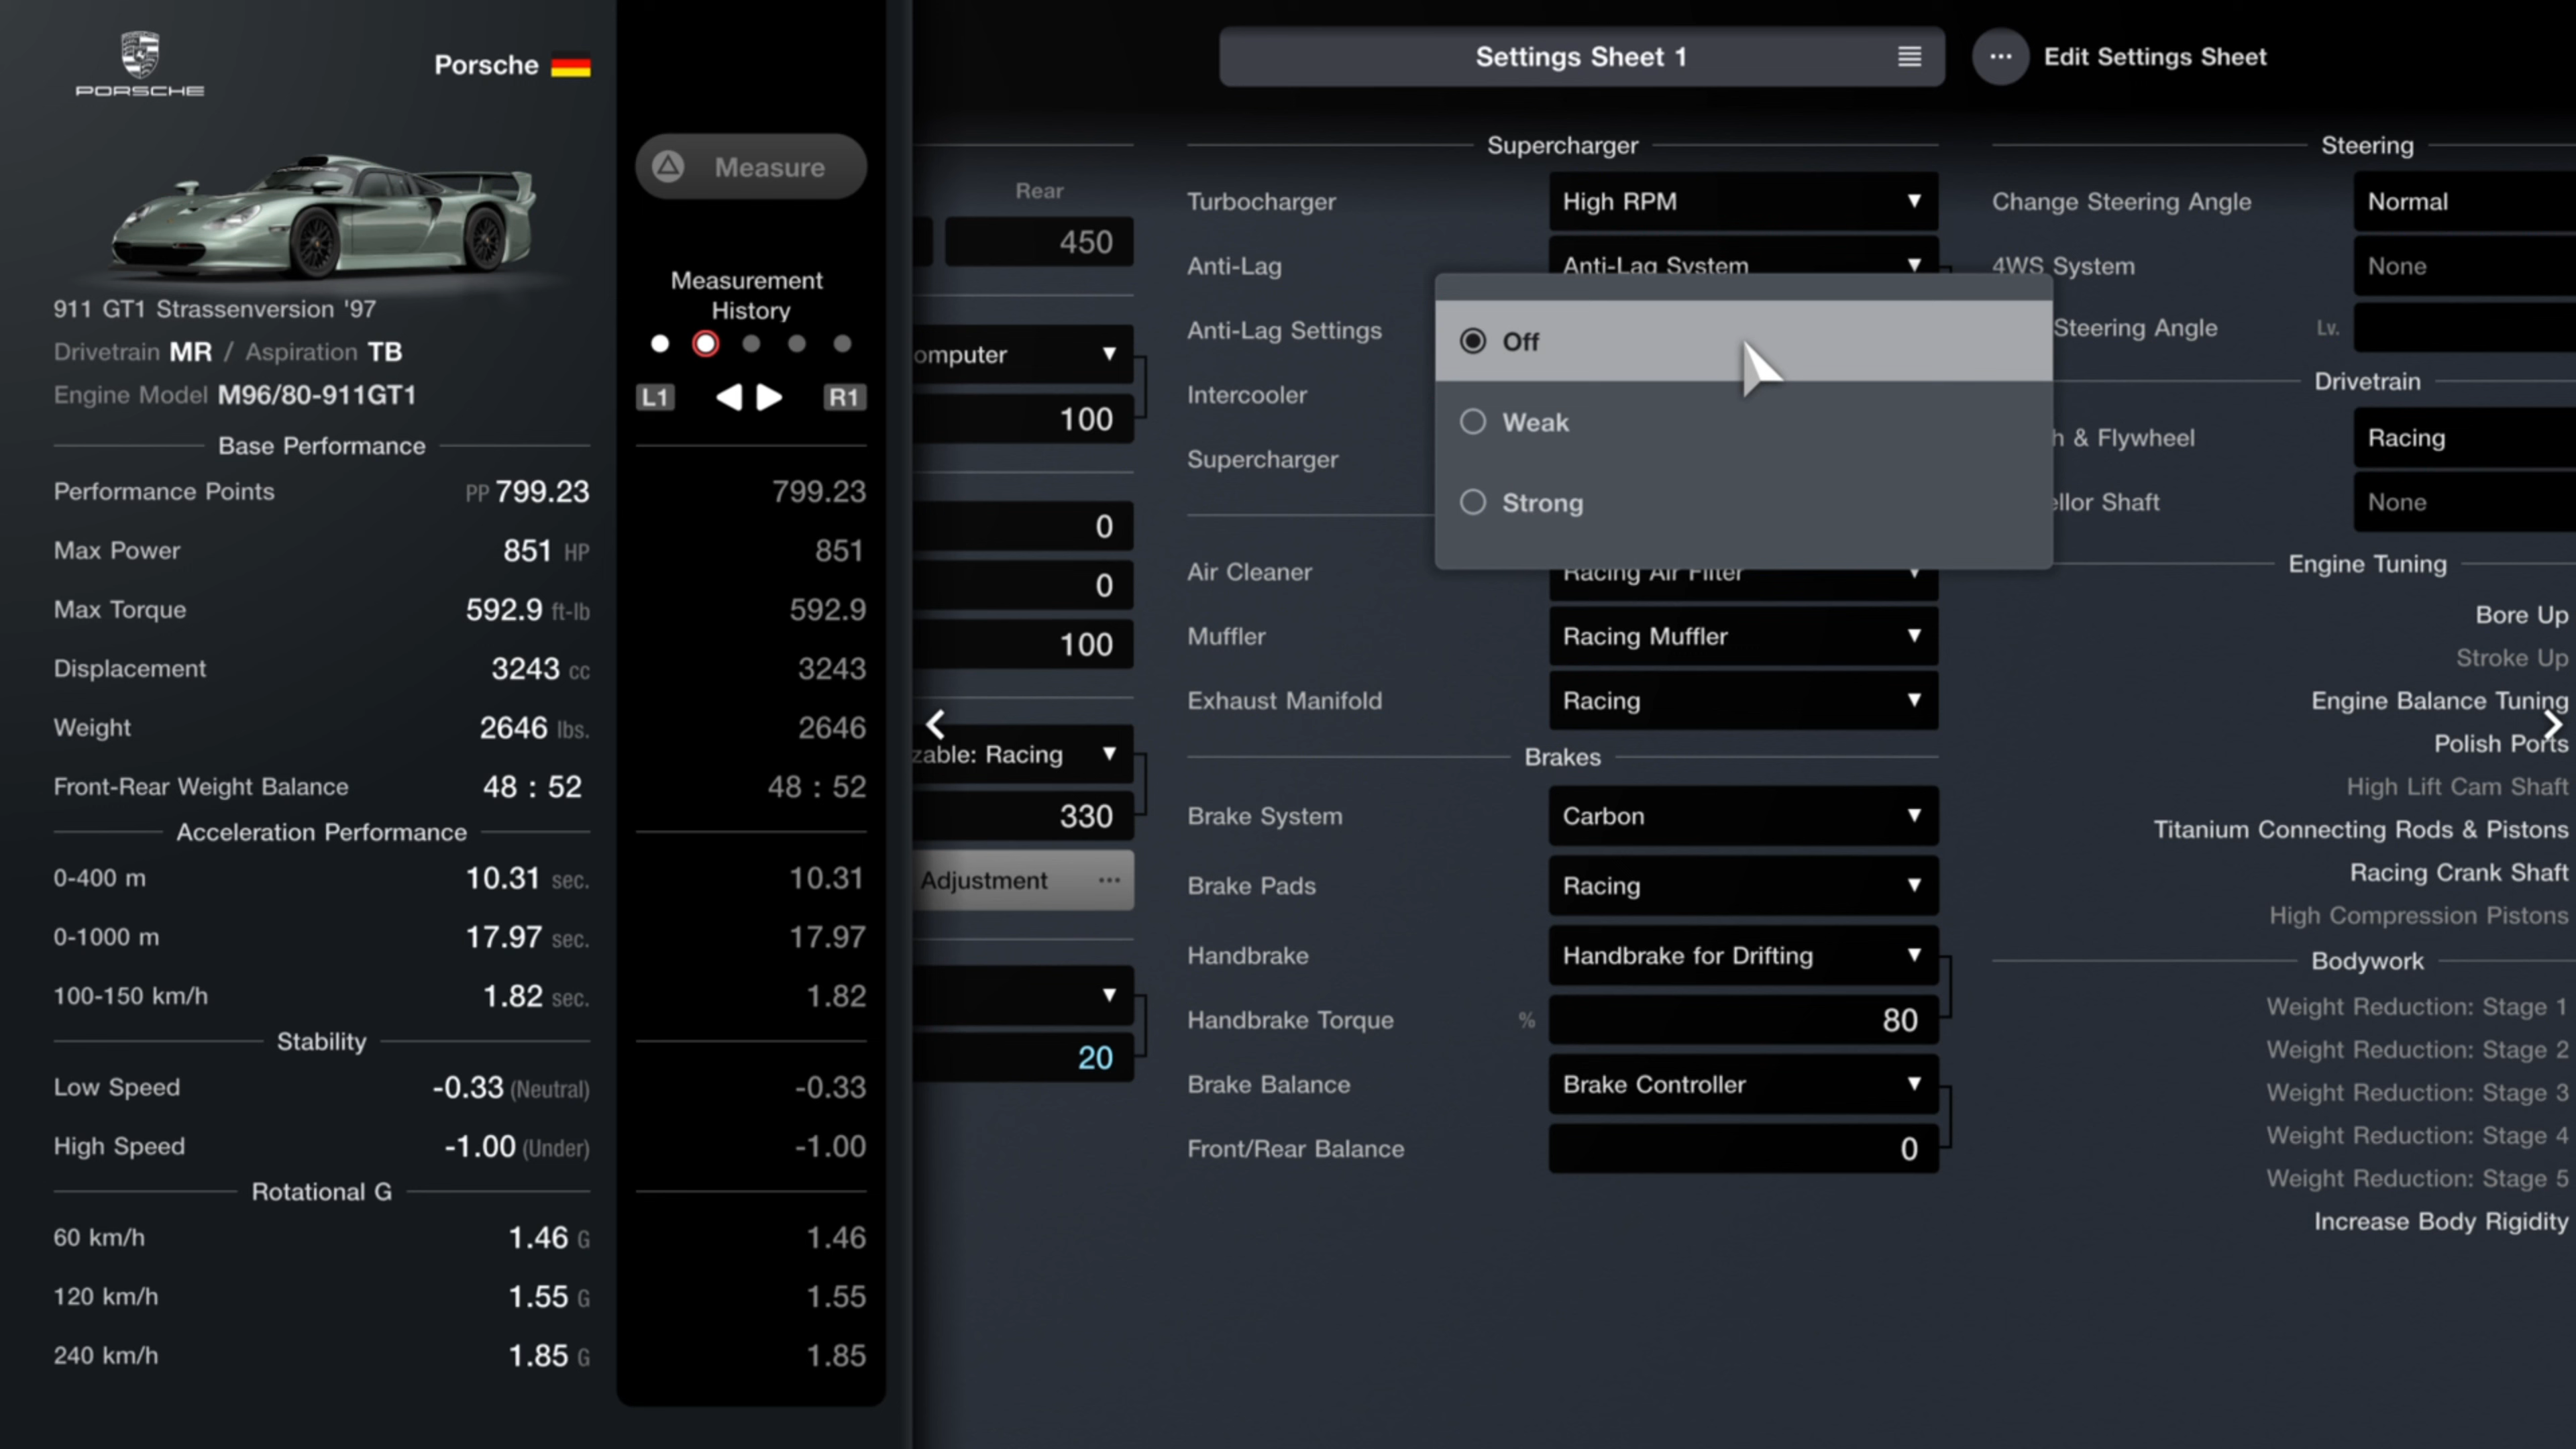 PORSCHE
Porsche
911 GT1 Strassenversion '97
Drivetrain MR / Aspiration TB
Engine Model M96/80-911GT1
Base Performance
Performance Points PP 799.23
Max Power 851 HP
Max Torque 592.9 ft-lb
Displacement 3243 cc
Weight 2646 lbs.
Front-Rear Weight Balance 48 : 52
Acceleration Performance
0-400 m 10.31 sec.
0-1000 m 17.97 sec.
100-150 km/h 1.82 sec.
Stability
Low Speed -0.33 (Neutral)
High Speed -1.00 (Under)
Rotational G
60 km/h 1.46 G
120 km/h 1.55 G
240 km/h 1.85 G
Measure
Measurement
History
L1 R1
799.23
851
592.9
3243
2646
48 : 52
10.31
17.97
1.82
-0.33
-1.00
1.46
1.55
1.85
Settings Sheet 1
Edit Settings Sheet
Rear
450
omputer
100
0
0
100
zable: Racing
330
Adjustment
20
Supercharger
Turbocharger High RPM
Anti-Lag Anti-Lag System
Anti-Lag Settings
Intercooler
Supercharger
Off
Weak
Strong
Air Cleaner Racing Air Filter
Muffler Racing Muffler
Exhaust Manifold Racing
Brakes
Brake System Carbon
Brake Pads Racing
Handbrake Handbrake for Drifting
Handbrake Torque % 80
Brake Balance Brake Controller
Front/Rear Balance 0
Steering
Change Steering Angle Normal
4WS System None
Steering Angle Lv.
Drivetrain
h & Flywheel Racing
ellor Shaft None
Engine Tuning
Bore Up
Stroke Up
Engine Balance Tuning
Polish Ports
High Lift Cam Shaft
Titanium Connecting Rods & Pistons
Racing Crank Shaft
High Compression Pistons
Bodywork
Weight Reduction: Stage 1
Weight Reduction: Stage 2
Weight Reduction: Stage 3
Weight Reduction: Stage 4
Weight Reduction: Stage 5
Increase Body Rigidity